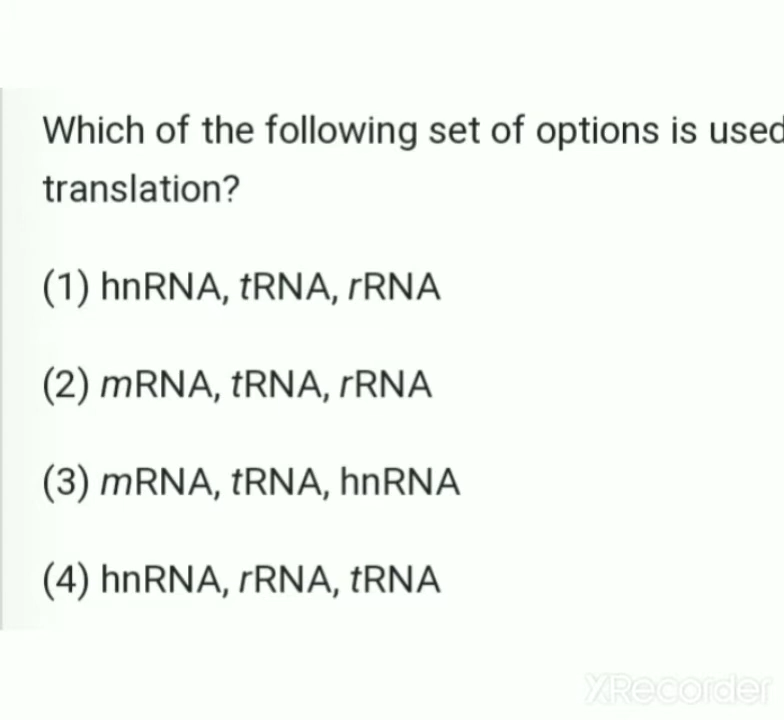 Which of the following set of options is used
translation?
(1) hnRNA, tRNA, rRNA
(2) mRNA, tRNA, rRNA
(3) mRNA, tRNA, hnRNA
(4) hnRNA, rRNA, tRNA
XRecorder